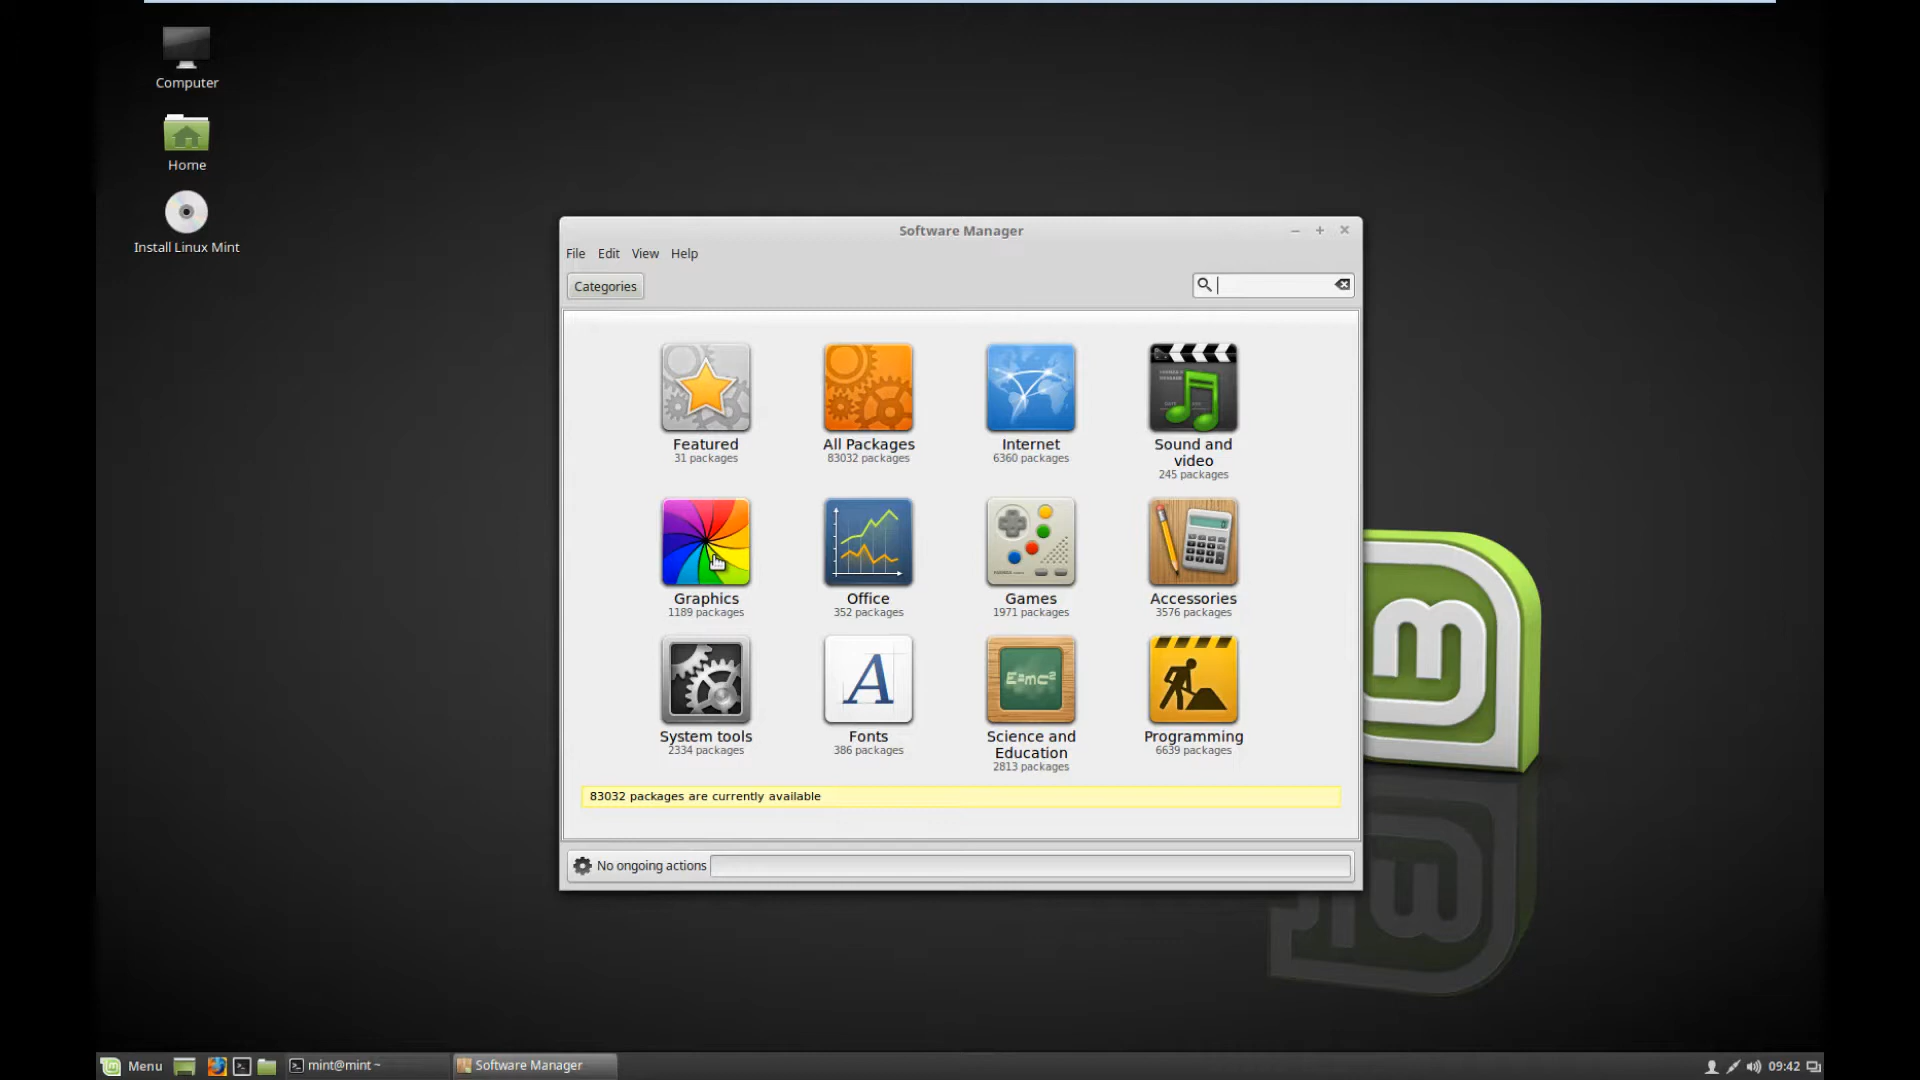 Computer
Home
Install Linux Mint
Software Manager
File Edit View Help
Categories
Featured
31 packages
All Packages
83032 packages
Internet
6360 packages
Sound and
video
245 packages
Graphics
1189 packages
Office
352 packages
Games
1971 packages
Accessories
3576 packages
System tools
2334 packages
Fonts
386 packages
E=mc²
Science and
Education
2813 packages
Programming
6639 packages
83032 packages are currently available
No ongoing actions
Menu
mint@mint ~
Software Manager
09:42